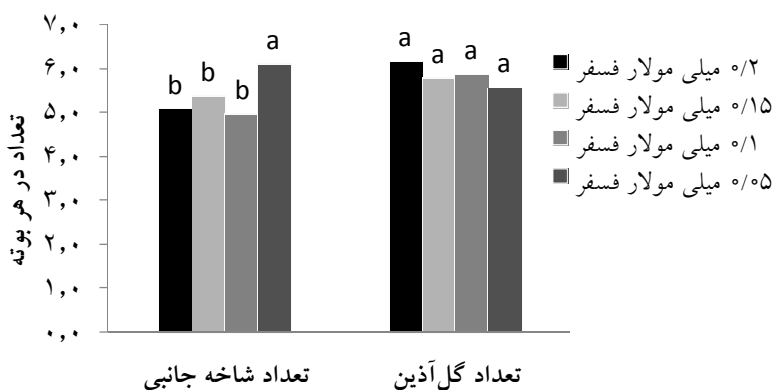 تعداد در هر بوته
۷,۰
۶,۰
۵,۰
۴,۰
۳,۰
۲,۰
۱,۰
۰,۰
b b b a
a a a a
تعداد شاخه جانبی
تعداد گل‌آذین
۰/۲ میلی مولار فسفر
۰/۱۵ میلی مولار فسفر
۰/۱ میلی مولار فسفر
۰/۰۵ میلی مولار فسفر